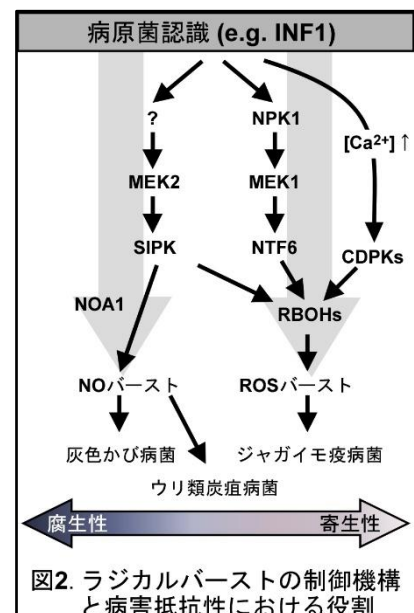 病原菌認識 (e.g. INF1)
? NPK1
[Ca²⁺]↑
MEK2 MEK1
SIPK NTF6 CDPKs
NOA1 RBOHs
NOバースト ROSバースト
灰色かび病菌 ジャガイモ疫病菌
ウリ類炭疽病菌
腐生性 寄生性
図2. ラジカルバーストの制御機構
と病害抵抗性における役割